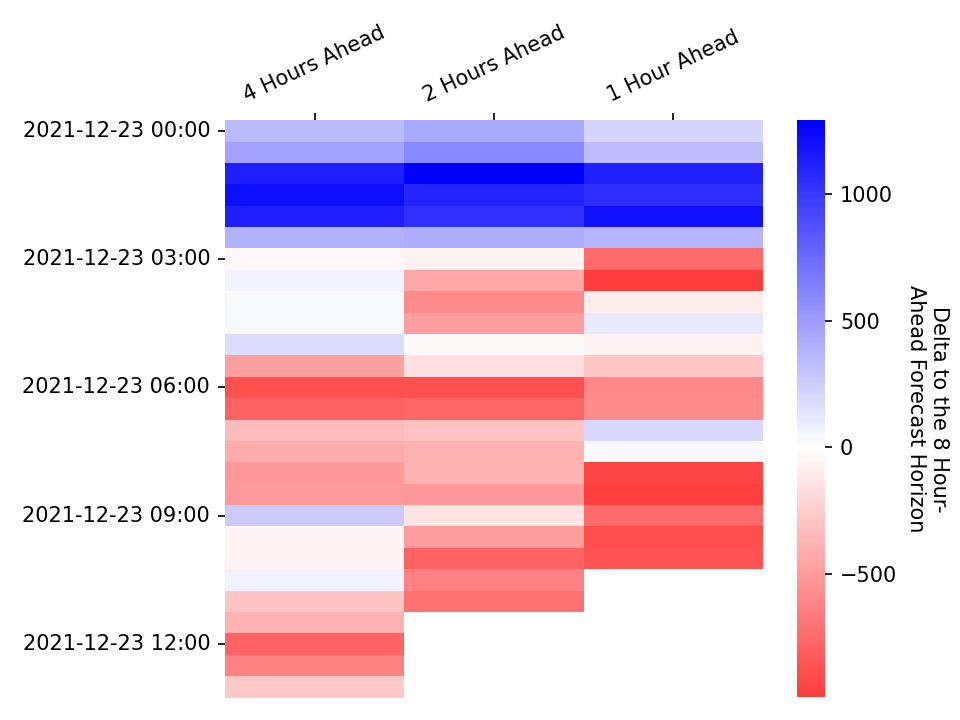 4 Hours Ahead
2 Hours Ahead
1 Hour Ahead
2021-12-23 00:00
2021-12-23 03:00
2021-12-23 06:00
2021-12-23 09:00
2021-12-23 12:00
1000
500
0
−500
Delta to the 8 Hour-
Ahead Forecast Horizon